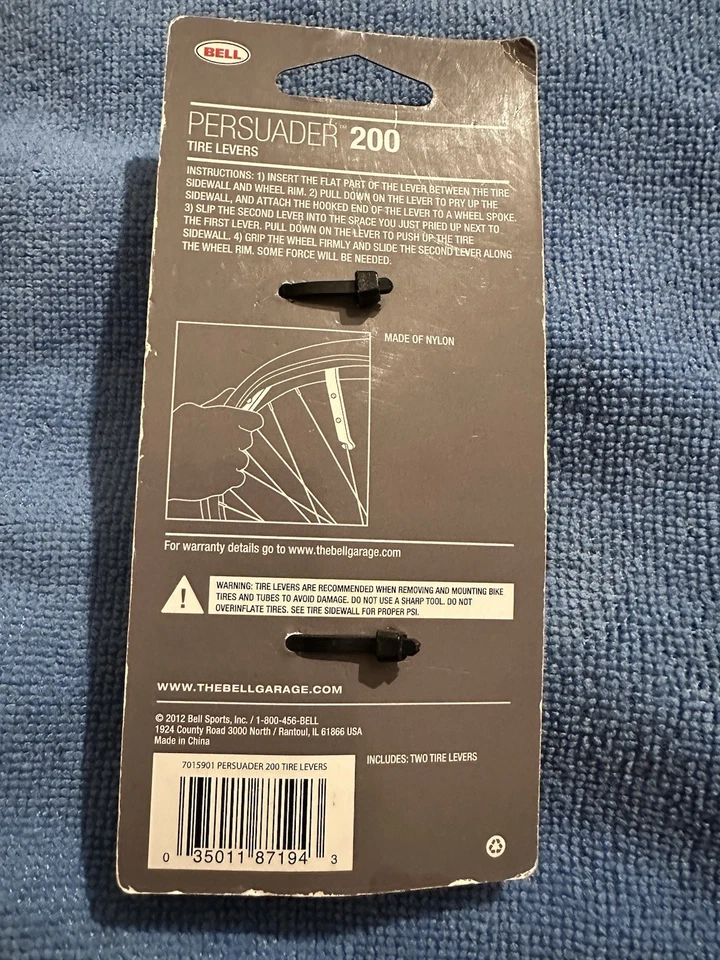 BELL
PERSUADER™ 200
TIRE LEVERS
INSTRUCTIONS: 1) INSERT THE FLAT PART OF THE LEVER BETWEEN THE TIRE
SIDEWALL AND WHEEL RIM. 2) PULL DOWN ON THE LEVER TO PRY UP THE
SIDEWALL, AND ATTACH THE HOOKED END OF THE LEVER TO A WHEEL SPOKE.
3) SLIP THE SECOND LEVER INTO THE SPACE YOU JUST PRIED UP NEXT TO
THE FIRST LEVER. PULL DOWN ON THE LEVER TO PUSH UP THE TIRE
SIDEWALL. 4) GRIP THE WHEEL FIRMLY AND SLIDE THE SECOND LEVER ALONG
THE WHEEL RIM. SOME FORCE WILL BE NEEDED.
MADE OF NYLON
For warranty details go to www.thebellgarage.com
WARNING: TIRE LEVERS ARE RECOMMENDED WHEN REMOVING AND MOUNTING BIKE
TIRES AND TUBES TO AVOID DAMAGE. DO NOT USE A SHARP TOOL. DO NOT
OVERINFLATE TIRES. SEE TIRE SIDEWALL FOR PROPER PSI.
WWW.THEBELLGARAGE.COM
© 2012 Bell Sports, Inc. / 1-800-456-BELL
1924 County Road 3000 North / Rantoul, IL 61866 USA
Made in China
INCLUDES: TWO TIRE LEVERS
7015901 PERSUADER 200 TIRE LEVERS
0 35011 87194 3